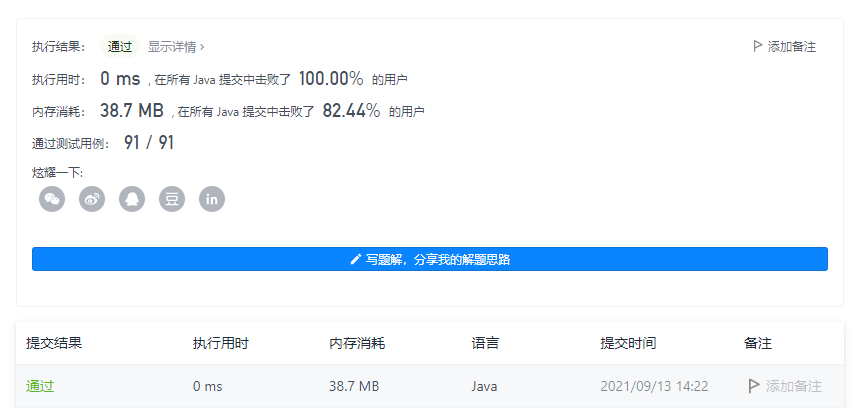 执行结果： 通过 显示详情 › 添加备注
执行用时： 0 ms , 在所有 Java 提交中击败了 100.00% 的用户
内存消耗： 38.7 MB , 在所有 Java 提交中击败了 82.44% 的用户
通过测试用例： 91 / 91
炫耀一下:
豆 in
写题解，分享我的解题思路
提交结果 执行用时 内存消耗 语言 提交时间 备注
通过 0 ms 38.7 MB Java 2021/09/13 14:22 添加备注